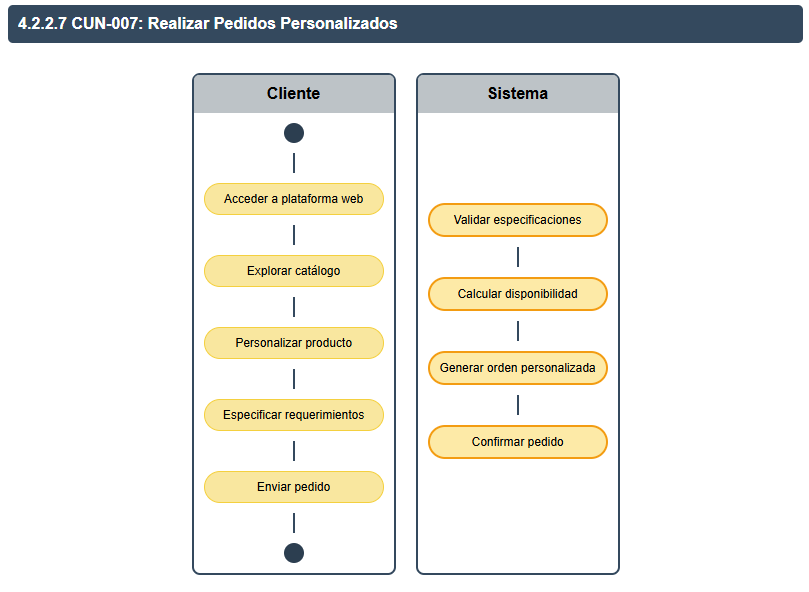 4.2.2.7 CUN-007: Realizar Pedidos Personalizados
Cliente
Acceder a plataforma web
Explorar catálogo
Personalizar producto
Especificar requerimientos
Enviar pedido
Sistema
Validar especificaciones
Calcular disponibilidad
Generar orden personalizada
Confirmar pedido